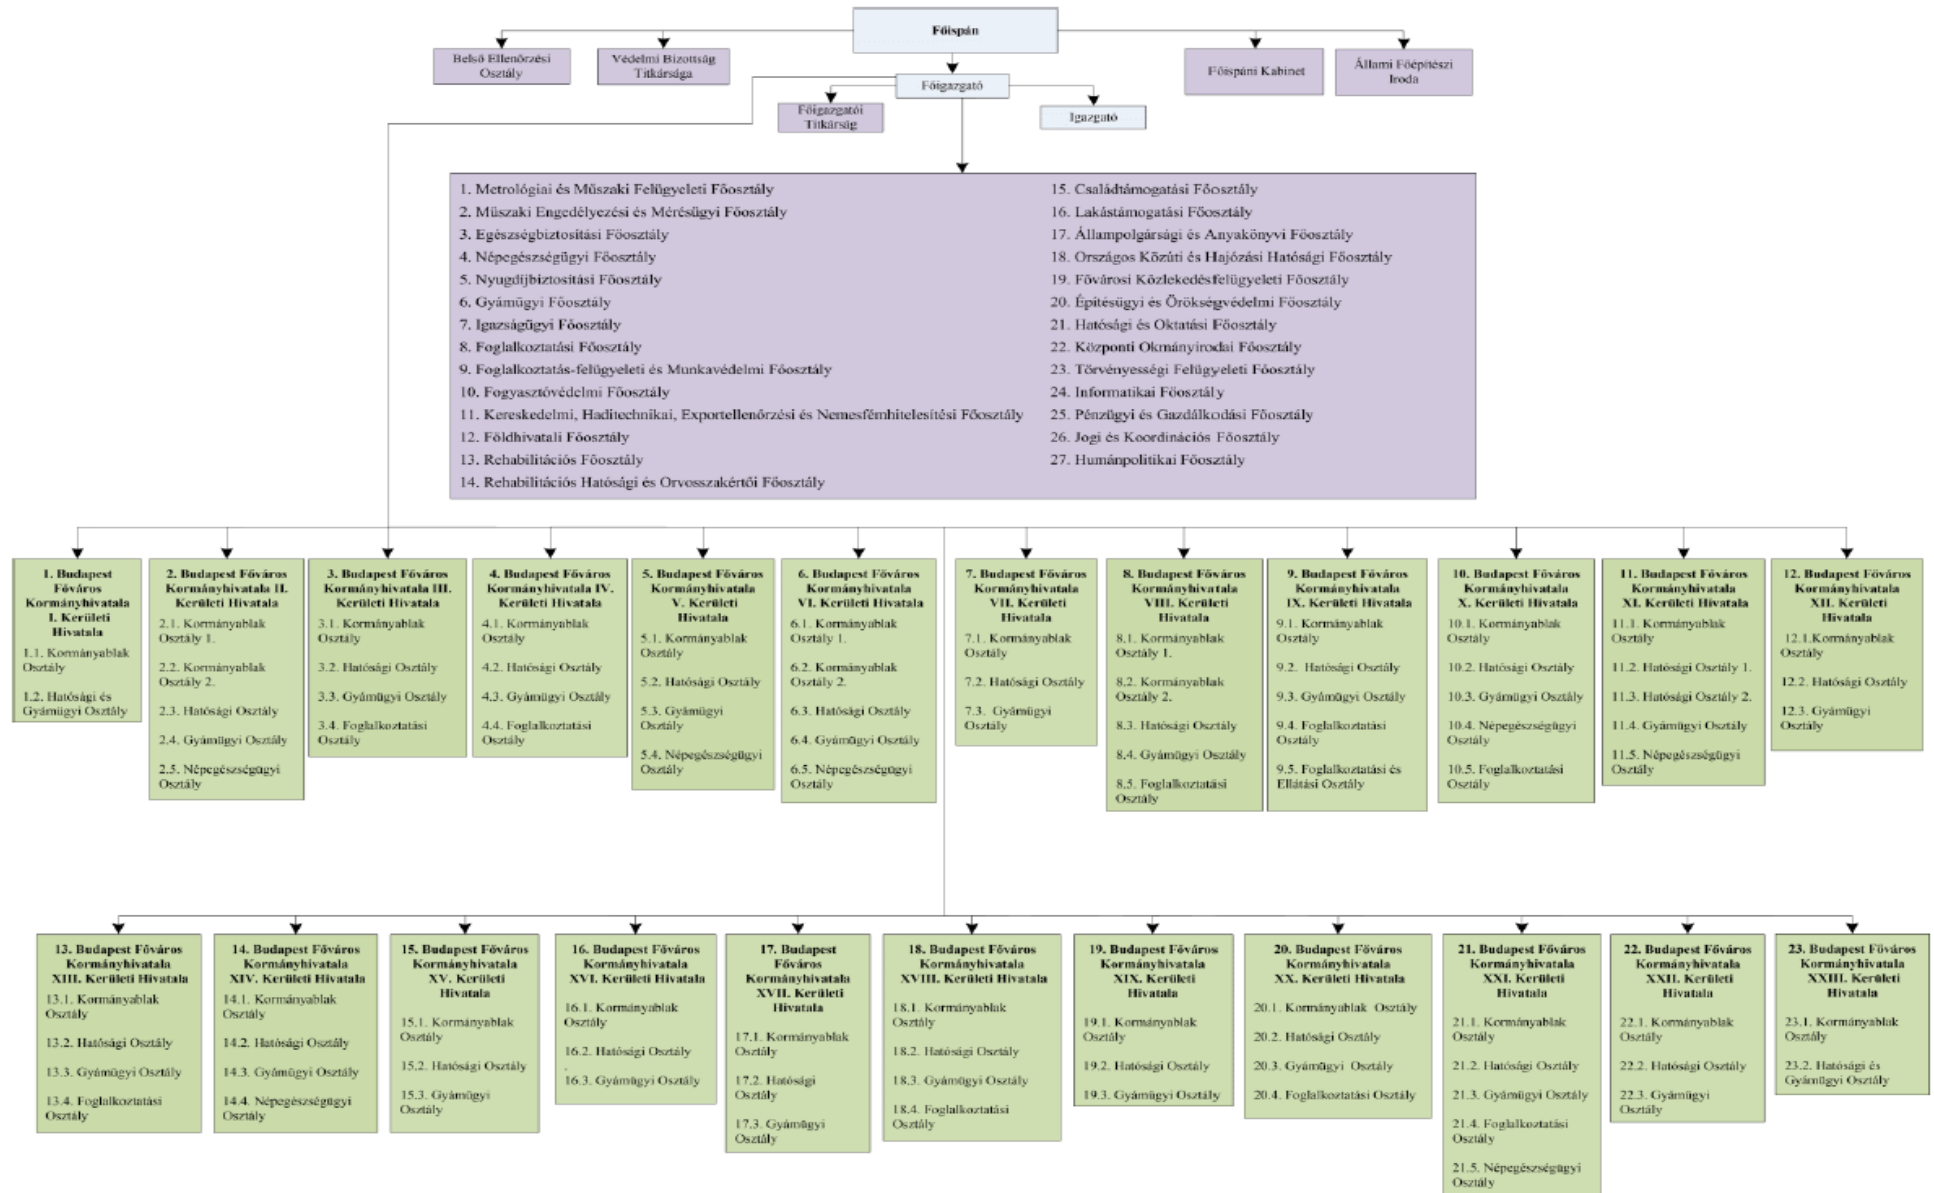 Főispán
Belső Ellenőrzési
Osztály
Védelmi Bizottság
Titkársága
Főispáni Kabinet
Állami Főépítészi
Iroda
Főigazgató
Főigazgatói
Titkárság
Igazgató
1. Metrológiai és Műszaki Felügyeleti Főosztály
2. Műszaki Engedélyezési és Mérésügyi Főosztály
3. Egészségbiztosítási Főosztály
4. Népegészségügyi Főosztály
5. Nyugdíjbiztosítási Főosztály
6. Gyámügyi Főosztály
7. Igazságügyi Főosztály
8. Foglalkoztatási Főosztály
9. Foglalkoztatás-felügyeleti és Munkavédelmi Főosztály
10. Fogyasztóvédelmi Főosztály
11. Kereskedelmi, Haditechnikai, Exportellenőrzési és Nemesfémhitelesítési Főosztály
12. Földhivatali Főosztály
13. Rehabilitációs Főosztály
14. Rehabilitációs Hatósági és Orvosszakértői Főosztály
15. Családtámogatási Főosztály
16. Lakástámogatási Főosztály
17. Állampolgársági és Anyakönyvi Főosztály
18. Országos Közúti és Hajózási Hatósági Főosztály
19. Fővárosi Közlekedésfelügyeleti Főosztály
20. Építésügyi és Örökségvédelmi Főosztály
21. Hatósági és Oktatási Főosztály
22. Központi Okmányirodai Főosztály
23. Törvényességi Felügyeleti Főosztály
24. Informatikai Főosztály
25. Pénzügyi és Gazdálkodási Főosztály
26. Jogi és Koordinációs Főosztály
27. Humánpolitikai Főosztály
1. Budapest
Főváros
Kormányhivatala
I. Kerületi
Hivatala
1.1. Kormányablak
Osztály
1.2. Hatósági és
Gyámügyi Osztály
2. Budapest Főváros
Kormányhivatala II.
Kerületi Hivatala
2.1. Kormányablak
Osztály 1.
2.2. Kormányablak
Osztály 2.
2.3. Hatósági Osztály
2.4. Gyámügyi Osztály
2.5. Népegészségügyi
Osztály
3. Budapest Főváros
Kormányhivatala III.
Kerületi Hivatala
3.1. Kormányablak
Osztály
3.2. Hatósági Osztály
3.3. Gyámügyi Osztály
3.4. Foglalkoztatási
Osztály
4. Budapest Főváros
Kormányhivatala IV.
Kerületi Hivatala
4.1. Kormányablak
Osztály
4.2. Hatósági Osztály
4.3. Gyámügyi Osztály
4.4. Foglalkoztatási
Osztály
5. Budapest Főváros
Kormányhivatala
V. Kerületi
Hivatala
5.1. Kormányablak
Osztály
5.2. Hatósági Osztály
5.3. Gyámügyi
Osztály
5.4. Népegészségügyi
Osztály
6. Budapest Főváros
Kormányhivatala
VI. Kerületi
Hivatala
6.1. Kormányablak
Osztály 1.
6.2. Kormányablak
Osztály 2.
6.3. Hatósági Osztály
6.4. Gyámügyi Osztály
6.5. Népegészségügyi
Osztály
7. Budapest Főváros
Kormányhivatala
VII. Kerületi
Hivatala
7.1. Kormányablak
Osztály
7.2. Hatósági Osztály
7.3. Gyámügyi
Osztály
8. Budapest Főváros
Kormányhivatala
VIII. Kerületi
Hivatala
8.1. Kormányablak
Osztály 1.
8.2. Kormányablak
Osztály 2.
8.3. Hatósági Osztály
8.4. Gyámügyi Osztály
8.5. Foglalkoztatási
Osztály
9. Budapest Főváros
Kormányhivatala
IX. Kerületi Hivatala
9.1. Kormányablak
Osztály
9.2. Hatósági Osztály
9.3. Gyámügyi Osztály
9.4. Foglalkoztatási
Osztály
9.5. Foglalkoztatási és
Ellátási Osztály
10. Budapest Főváros
Kormányhivatala
X. Kerületi Hivatala
10.1. Kormányablak
Osztály
10.2. Hatósági Osztály
10.3. Gyámügyi Osztály
10.4. Népegészségügyi
Osztály
10.5. Foglalkoztatási
Osztály
11. Budapest Főváros
Kormányhivatala
XI. Kerületi Hivatala
11.1. Kormányablak
Osztály
11.2. Hatósági Osztály 1.
11.3. Hatósági Osztály 2.
11.4. Gyámügyi Osztály
11.5. Népegészségügyi
Osztály
12. Budapest Főváros
Kormányhivatala
XII. Kerületi
Hivatala
12.1.Kormányablak
Osztály
12.2. Hatósági Osztály
12.3. Gyámügyi
Osztály
13. Budapest Főváros
Kormányhivatala
XIII. Kerületi Hivatala
13.1. Kormányablak
Osztály
13.2. Hatósági Osztály
13.3. Gyámügyi Osztály
13.4. Foglalkoztatási
Osztály
14. Budapest Főváros
Kormányhivatala
XIV. Kerületi Hivatala
14.1. Kormányablak
Osztály
14.2. Hatósági Osztály
14.3. Gyámügyi Osztály
14.4. Népegészségügyi
Osztály
15. Budapest Főváros
Kormányhivatala
XV. Kerületi
Hivatala
15.1. Kormányablak
Osztály
15.2. Hatósági Osztály
15.3. Gyámügyi
Osztály
16. Budapest Főváros
Kormányhivatala
XVI. Kerületi Hivatala
16.1. Kormányablak
Osztály
16.2. Hatósági Osztály
.
16.3. Gyámügyi Osztály
17. Budapest
Főváros
Kormányhivatala
XVII. Kerületi
Hivatala
17.1. Kormányablak
Osztály
17.2. Hatósági
Osztály
17.3. Gyámügyi
Osztály
18. Budapest Főváros
Kormányhivatala
XVIII. Kerületi Hivatala
18.1. Kormányablak
Osztály
18.2. Hatósági Osztály
18.3. Gyámügyi Osztály
18.4. Foglalkoztatási
Osztály
19. Budapest Főváros
Kormányhivatala
XIX. Kerületi
Hivatala
19.1. Kormányablak
Osztály
19.2. Hatósági Osztály
19.3. Gyámügyi Osztály
20. Budapest Főváros
Kormányhivatala
XX. Kerületi
Hivatala
20.1. Kormányablak Osztály
20.2. Hatósági Osztály
20.3. Gyámügyi Osztály
20.4. Foglalkoztatási Osztály
21. Budapest Főváros
Kormányhivatala
XXI. Kerületi
Hivatala
21.1. Kormányablak
Osztály
21.2. Hatósági Osztály
21.3. Gyámügyi Osztály
21.4. Foglalkoztatási
Osztály
21.5. Népegészségügyi
Osztály
22. Budapest Főváros
Kormányhivatala
XXII. Kerületi
Hivatala
22.1. Kormányablak
Osztály
22.2. Hatósági Osztály
22.3. Gyámügyi
Osztály
23. Budapest Főváros
Kormányhivatala
XXIII. Kerületi
Hivatala
23.1. Kormányablak
Osztály
23.2. Hatósági és
Gyámügyi Osztály